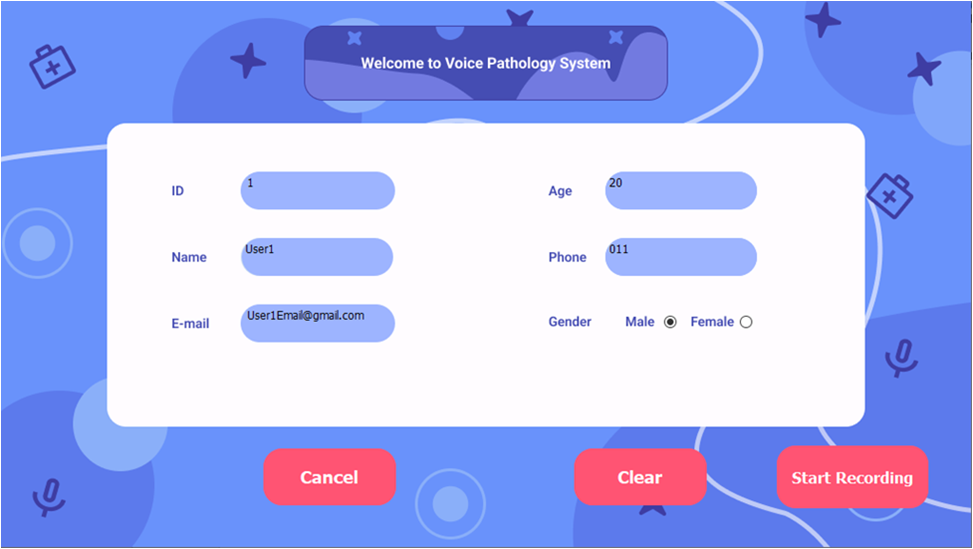 Welcome to Voice Pathology System
ID 1 Age 20
Name User1 Phone 011
E-mail User1Email@gmail.com Gender Male Female
Cancel Clear Start Recording